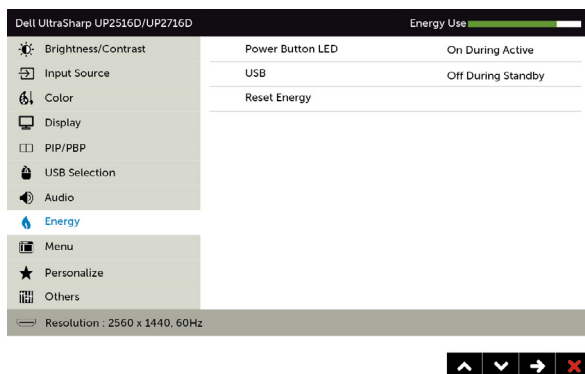 Dell UltraSharp UP2516D/UP2716D Energy Use
Brightness/Contrast Power Button LED On During Active
Input Source USB Off During Standby
Color Reset Energy
Display
PIP/PBP
USB Selection
Audio
Energy
Menu
Personalize
Others
Resolution : 2560 x 1440, 60Hz